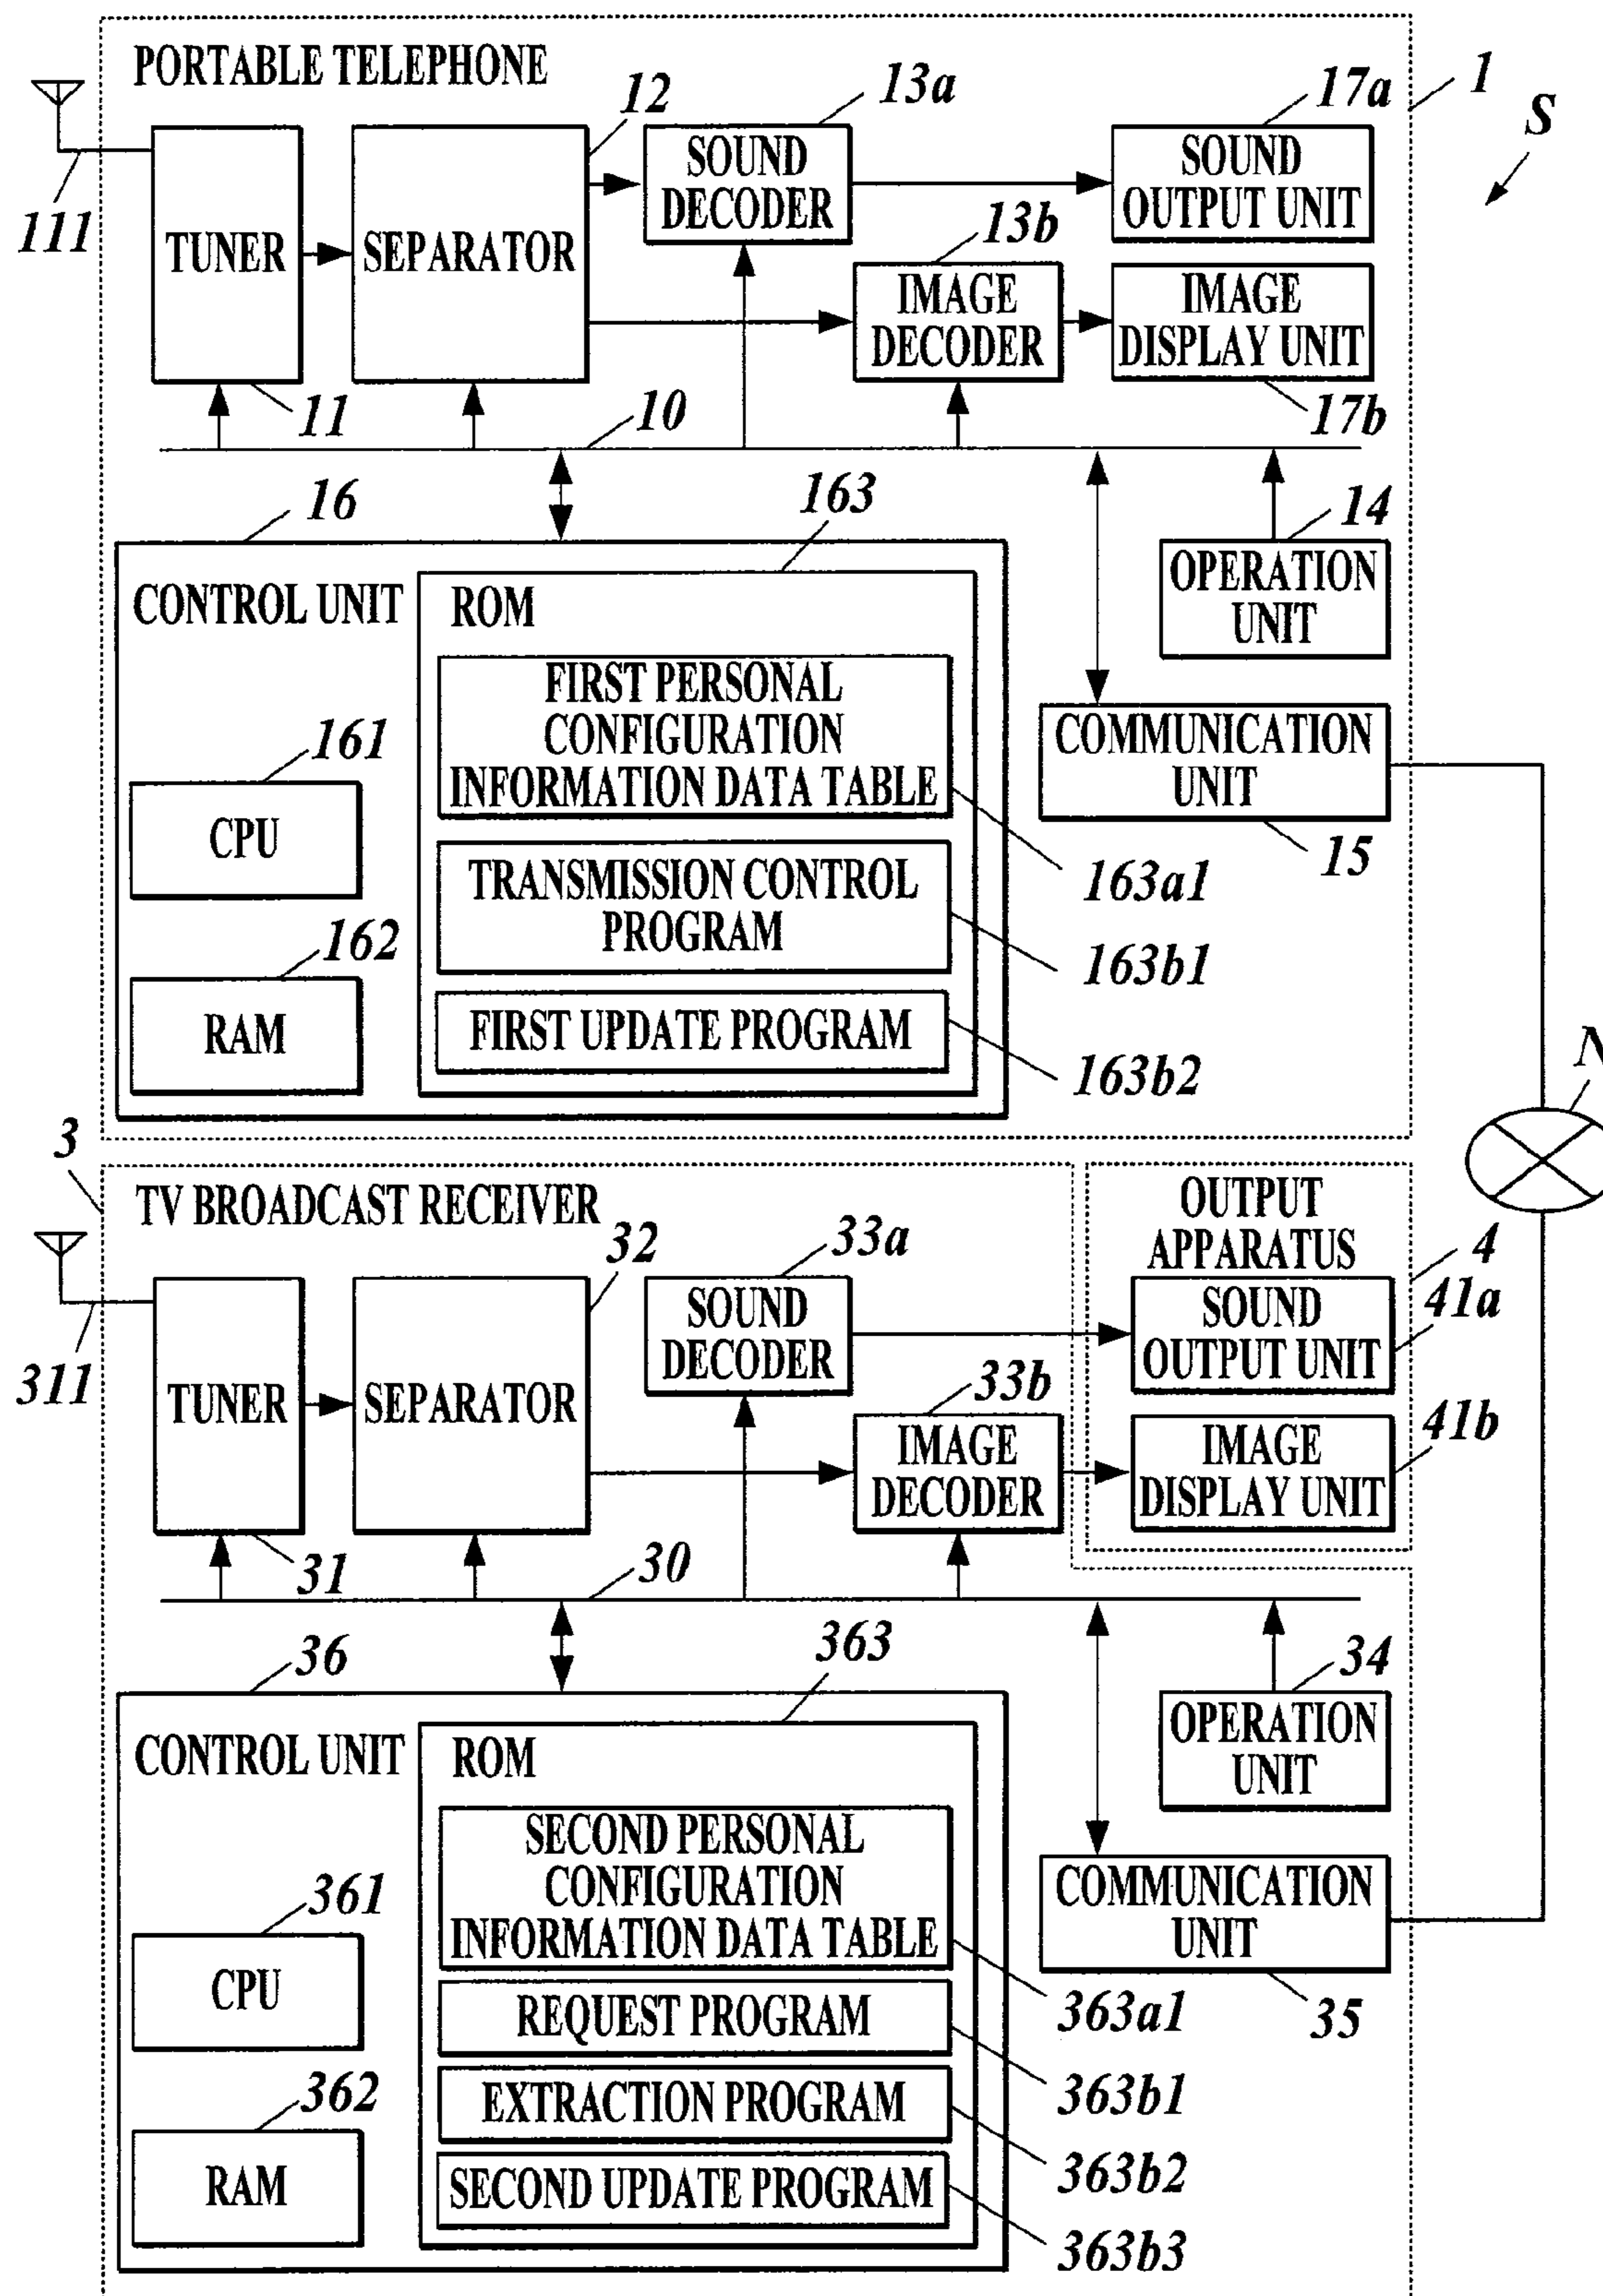 PORTABLE TELEPHONE
1
S
12
13a
17a
111
TUNER
SEPARATOR
SOUND
DECODER
SOUND
OUTPUT UNIT
13b
IMAGE
DECODER
IMAGE
DISPLAY UNIT
11
10
17b
16
163
14
CONTROL UNIT
ROM
OPERATION
UNIT
FIRST PERSONAL
CONFIGURATION
INFORMATION DATA TABLE
161
CPU
COMMUNICATION
UNIT
15
163a1
TRANSMISSION CONTROL
PROGRAM
163b1
162
RAM
FIRST UPDATE PROGRAM
163b2
N
3
TV BROADCAST RECEIVER
OUTPUT
APPARATUS
4
32
33a
311
TUNER
SEPARATOR
SOUND
DECODER
SOUND
OUTPUT UNIT
41a
33b
IMAGE
DECODER
IMAGE
DISPLAY UNIT
41b
31
30
36
363
34
CONTROL UNIT
ROM
OPERATION
UNIT
SECOND PERSONAL
CONFIGURATION
INFORMATION DATA TABLE
361
CPU
COMMUNICATION
UNIT
35
363a1
REQUEST PROGRAM
363b1
362
RAM
EXTRACTION PROGRAM
363b2
SECOND UPDATE PROGRAM
363b3